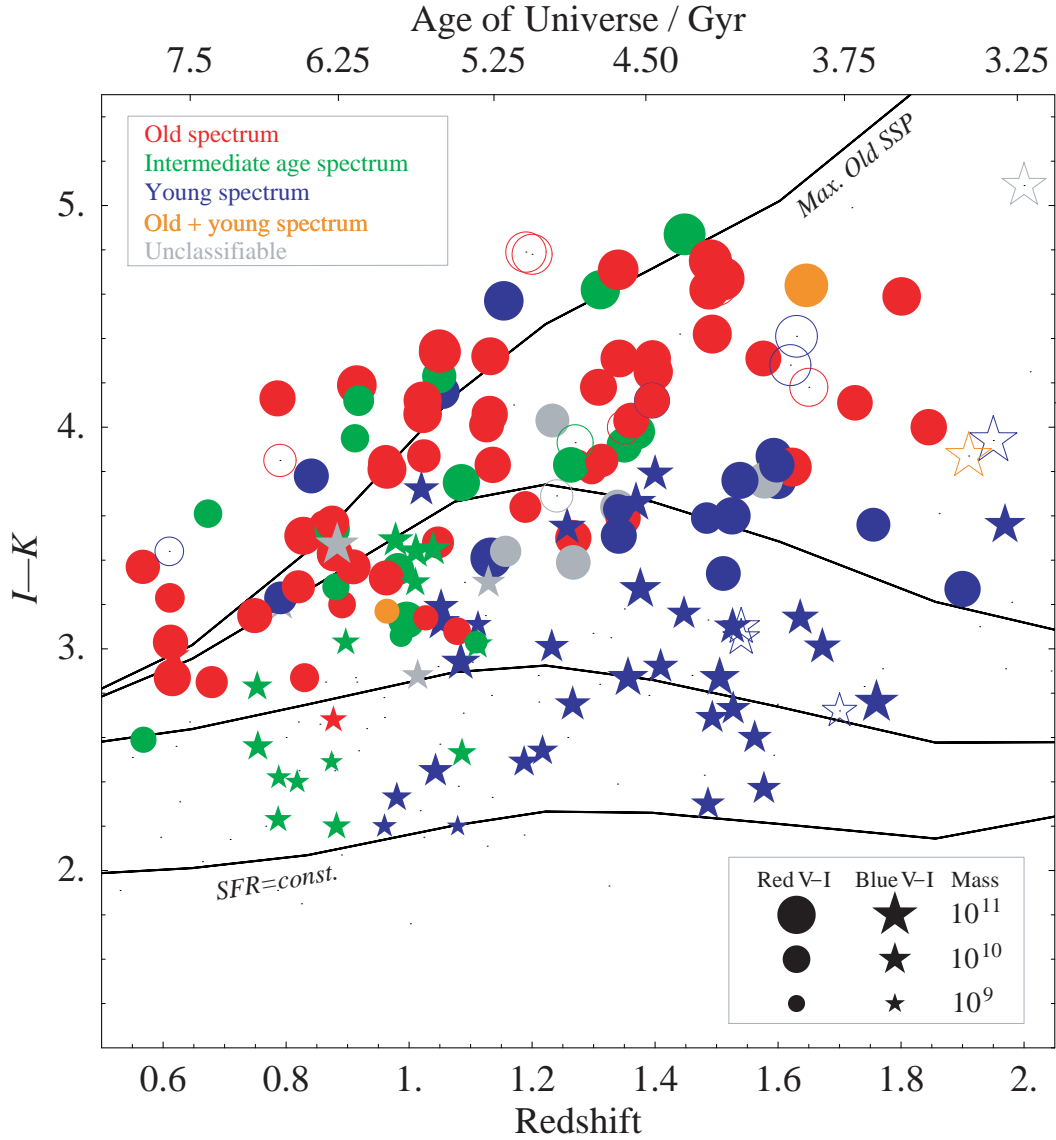 Age of Universe / Gyr
7.5 6.25 5.25 4.50 3.75 3.25
Old spectrum
Intermediate age spectrum
Young spectrum
Old + young spectrum
Unclassifiable
Max. Old SSP
5.
4.
3.
2.
I—K
SFR=const.
Red V–I Blue V–I Mass
10^11
10^10
10^9
0.6 0.8 1. 1.2 1.4 1.6 1.8 2.
Redshift